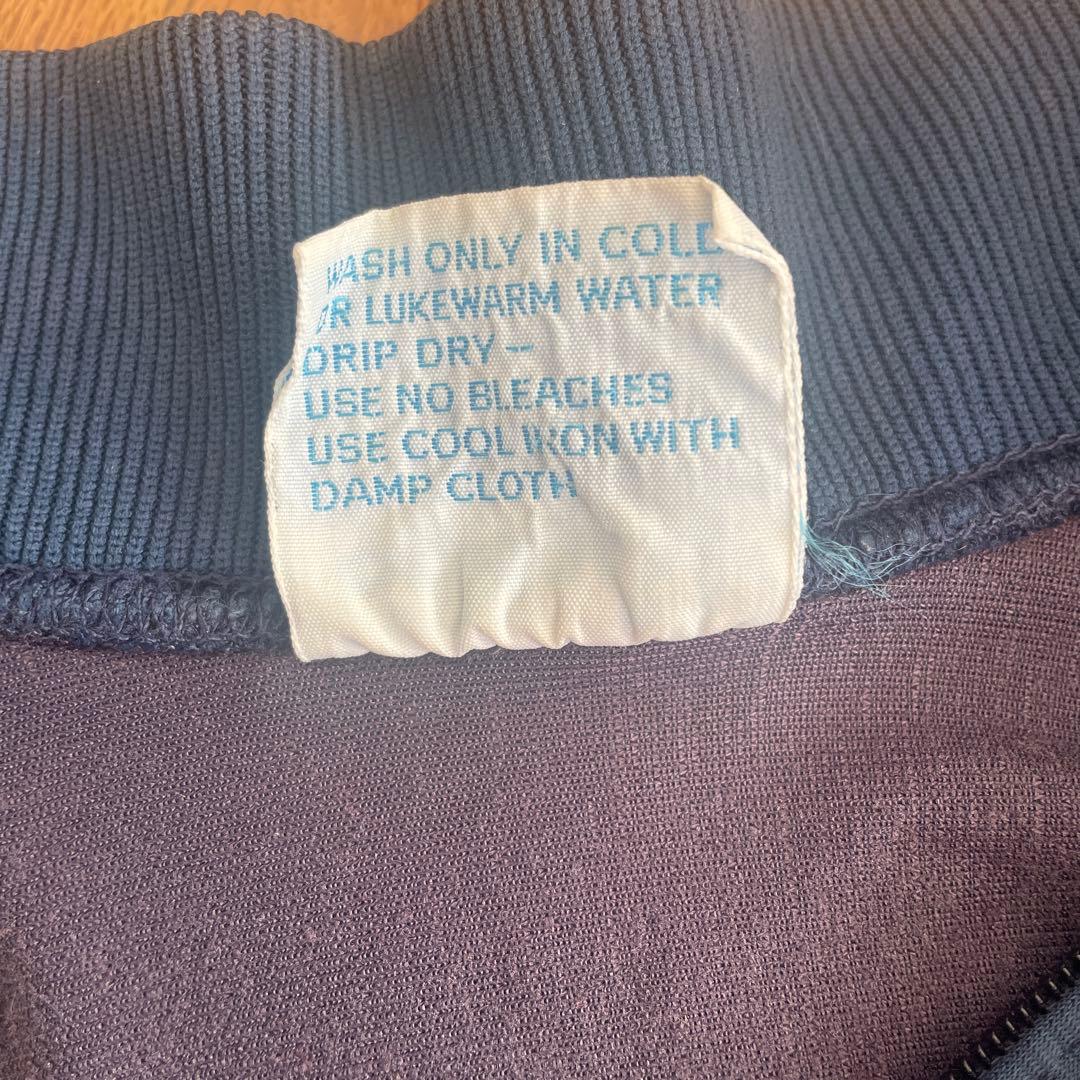 WASH ONLY IN COLD
OR LUKEWARM WATER
DRIP DRY –
USE NO BLEACHES
USE COOL IRON WITH
DAMP CLOTH